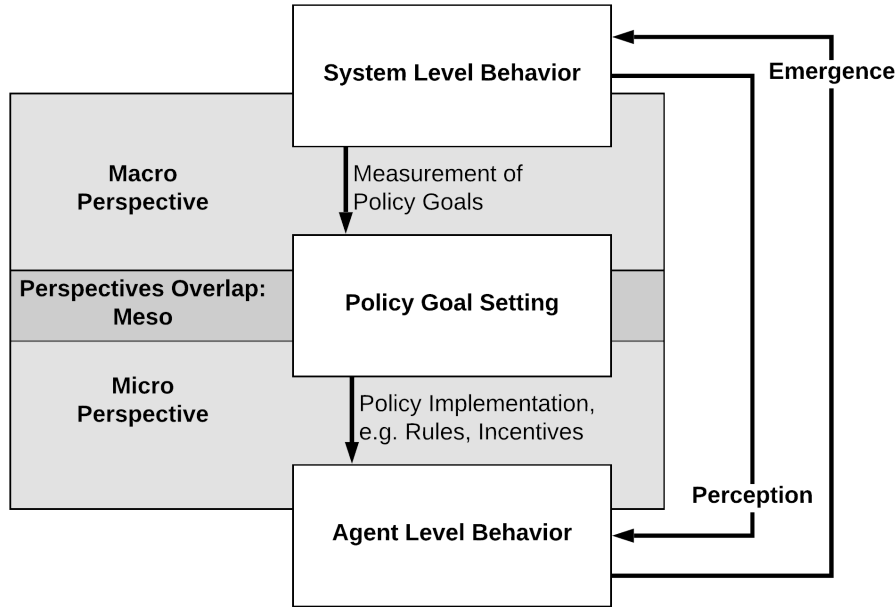 System Level Behavior
Emergence
Macro
Perspective
Measurement of
Policy Goals
Perspectives Overlap:
Meso
Policy Goal Setting
Micro
Perspective
Policy Implementation,
e.g. Rules, Incentives
Perception
Agent Level Behavior